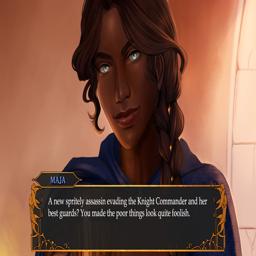 MAJA
A new spritely assassin evading the Knight Commander and her
best guards? You made the poor things look quite foolish.